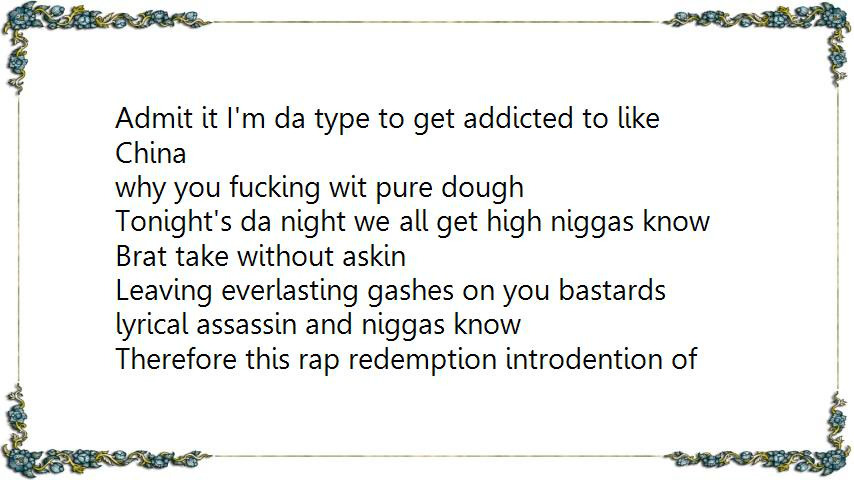 Admit it I'm da type to get addicted to like
China
why you fucking wit pure dough
Tonight's da night we all get high niggas know
Brat take without askin
Leaving everlasting gashes on you bastards
lyrical assassin and niggas know
Therefore this rap redemption introdention of